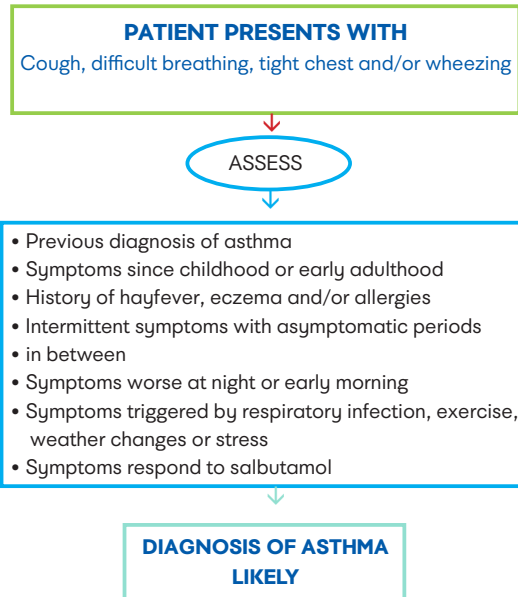 PATIENT PRESENTS WITH
Cough, difficult breathing, tight chest and/or wheezing
ASSESS
• Previous diagnosis of asthma
• Symptoms since childhood or early adulthood
• History of hayfever, eczema and/or allergies
• Intermittent symptoms with asymptomatic periods
• in between
• Symptoms worse at night or early morning
• Symptoms triggered by respiratory infection, exercise,
weather changes or stress
• Symptoms respond to salbutamol
DIAGNOSIS OF ASTHMA
LIKELY